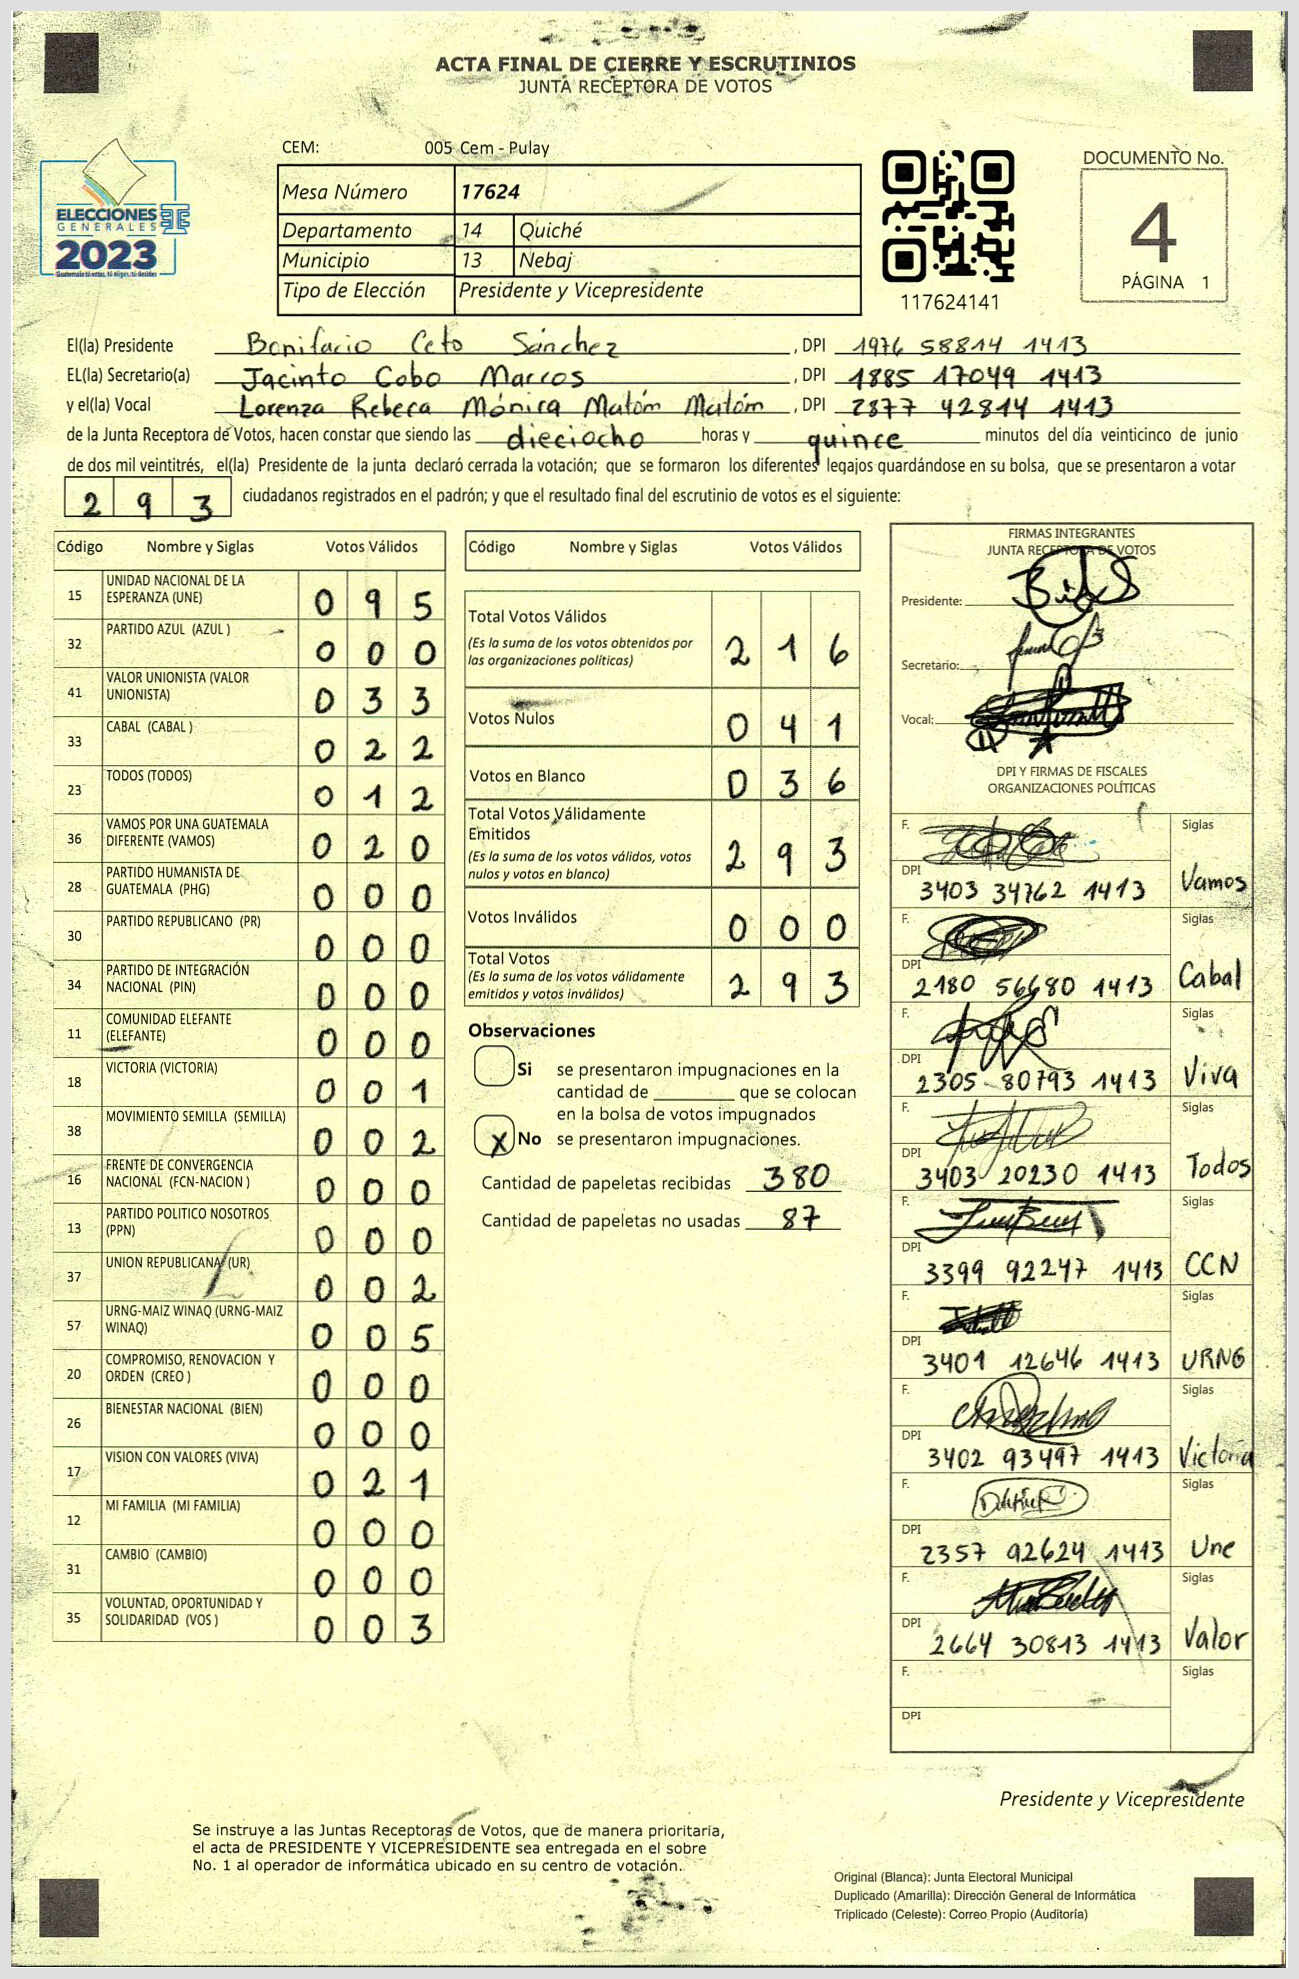 ACTA FINAL DE CIERRE Y ESCRUTINIOS
JUNTA RECEPTORA DE VOTOS
ELECCIONES
GENERALES
2023
Guatemala tú votas, tú eliges, tú decides
CEM: 005 Cem - Pulay
Mesa Número 17624
Departamento 14 Quiché
Municipio 13 Nebaj
Tipo de Elección Presidente y Vicepresidente
117624141
DOCUMENTO No.
4
PÁGINA 1
El(la) Presidente Bonifacio Ceto Sánchez, DPI 1976 58814 1413
EL(la) Secretario(a) Jacinto Cobo Marcos, DPI 1885 17049 1413
y el(la) Vocal Lorenza Rebeca Mónica Matóm Matóm, DPI 2877 42814 1413
de la Junta Receptora de Votos, hacen constar que siendo las dieciocho horas y quince minutos del día veinticinco de junio
de dos mil veintitrés, el(la) Presidente de la junta declaró cerrada la votación; que se formaron los diferentes legajos quardándose en su bolsa, que se presentaron a votar
293 ciudadanos registrados en el padrón; y que el resultado final del escrutinio de votos es el siguiente:
Código Nombre y Siglas Votos Válidos
15 UNIDAD NACIONAL DE LA ESPERANZA (UNE) 0 9 5
32 PARTIDO AZUL (AZUL ) 0 0 0
41 VALOR UNIONISTA (VALOR UNIONISTA) 0 3 3
33 CABAL (CABAL ) 0 2 2
23 TODOS (TODOS) 0 1 2
36 VAMOS POR UNA GUATEMALA DIFERENTE (VAMOS) 0 2 0
28 PARTIDO HUMANISTA DE GUATEMALA (PHG) 0 0 0
30 PARTIDO REPUBLICANO (PR) 0 0 0
34 PARTIDO DE INTEGRACIÓN NACIONAL (PIN) 0 0 0
11 COMUNIDAD ELEFANTE (ELEFANTE) 0 0 0
18 VICTORIA (VICTORIA) 0 0 1
38 MOVIMIENTO SEMILLA (SEMILLA) 0 0 2
16 FRENTE DE CONVERGENCIA NACIONAL (FCN-NACION ) 0 0 0
13 PARTIDO POLITICO NOSOTROS (PPN) 0 0 0
37 UNION REPUBLICANA (UR) 0 0 2
57 URNG-MAIZ WINAQ (URNG-MAIZ WINAQ) 0 0 5
20 COMPROMISO, RENOVACION Y ORDEN (CREO ) 0 0 0
26 BIENESTAR NACIONAL (BIEN) 0 0 0
17 VISION CON VALORES (VIVA) 0 2 1
12 MI FAMILIA (MI FAMILIA) 0 0 0
31 CAMBIO (CAMBIO) 0 0 0
35 VOLUNTAD, OPORTUNIDAD Y SOLIDARIDAD (VOS ) 0 0 3
Código Nombre y Siglas Votos Válidos
Total Votos Válidos 2 1 6
(Es la suma de los votos obtenidos por
las organizaciones políticas)
Votos Nulos 0 4 1
Votos en Blanco 0 3 6
Total Votos Válidamente
Emitidos 2 9 3
(Es la suma de los votos válidos, votos
nulos y votos en blanco)
Votos Inválidos 0 0 0
Total Votos 2 9 3
(Es la suma de los votos válidamente
emitidos y votos inválidos)
Observaciones
Si se presentaron impugnaciones en la
cantidad de ________ que se colocan
en la bolsa de votos impugnados
X No se presentaron impugnaciones.
Cantidad de papeletas recibidas 380
Cantidad de papeletas no usadas 87
FIRMAS INTEGRANTES
JUNTA RECEPTORA DE VOTOS
Presidente:
Secretario:
Vocal:
DPI Y FIRMAS DE FISCALES
ORGANIZACIONES POLÍTICAS
F. Siglas
DPI 3403 34762 1413 Vamos
F. Siglas
DPI 2180 56680 1413 Cabal
F. Siglas
DPI 2305 80793 1413 Viva
F. Siglas
DPI 3403 20230 1413 Todos
F. Siglas
DPI 3399 92247 1413 CCN
F. Siglas
DPI 3401 12646 1413 URNG
F. Siglas
DPI 3402 93497 1413 Victoria
F. Siglas
DPI 2357 92624 1413 Une
F. Siglas
DPI 2664 30813 1413 Valor
F. Siglas
DPI
Presidente y Vicepresidente
Se instruye a las Juntas Receptoras de Votos, que de manera prioritaria,
el acta de PRESIDENTE Y VICEPRESIDENTE sea entregada en el sobre
No. 1 al operador de informática ubicado en su centro de votación.
Original (Blanca): Junta Electoral Municipal
Duplicado (Amarilla): Dirección General de Informática
Triplicado (Celeste): Correo Propio (Auditoría)